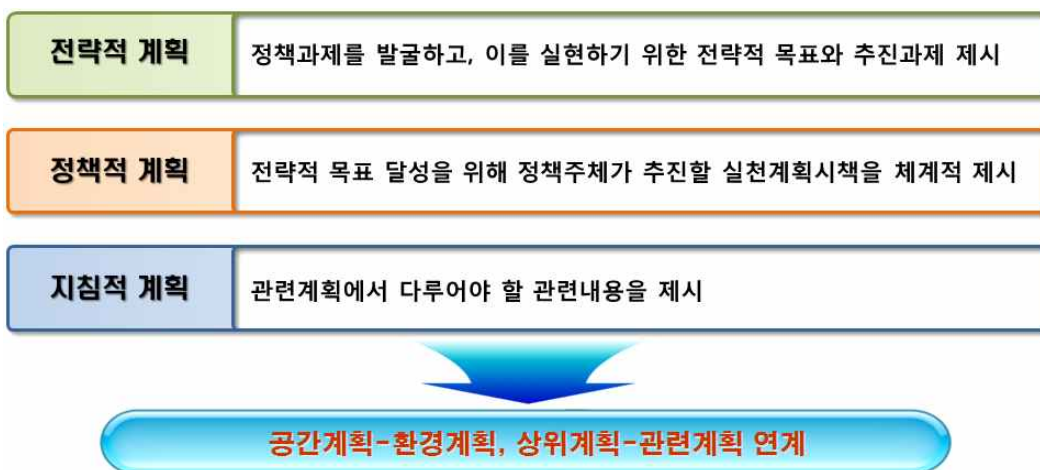 전략적 계획
정책과제를 발굴하고, 이를 실현하기 위한 전략적 목표와 추진과제 제시
정책적 계획
전략적 목표 달성을 위해 정책주체가 추진할 실천계획시책을 체계적 제시
지침적 계획
관련계획에서 다루어야 할 관련내용을 제시
공간계획-환경계획, 상위계획-관련계획 연계